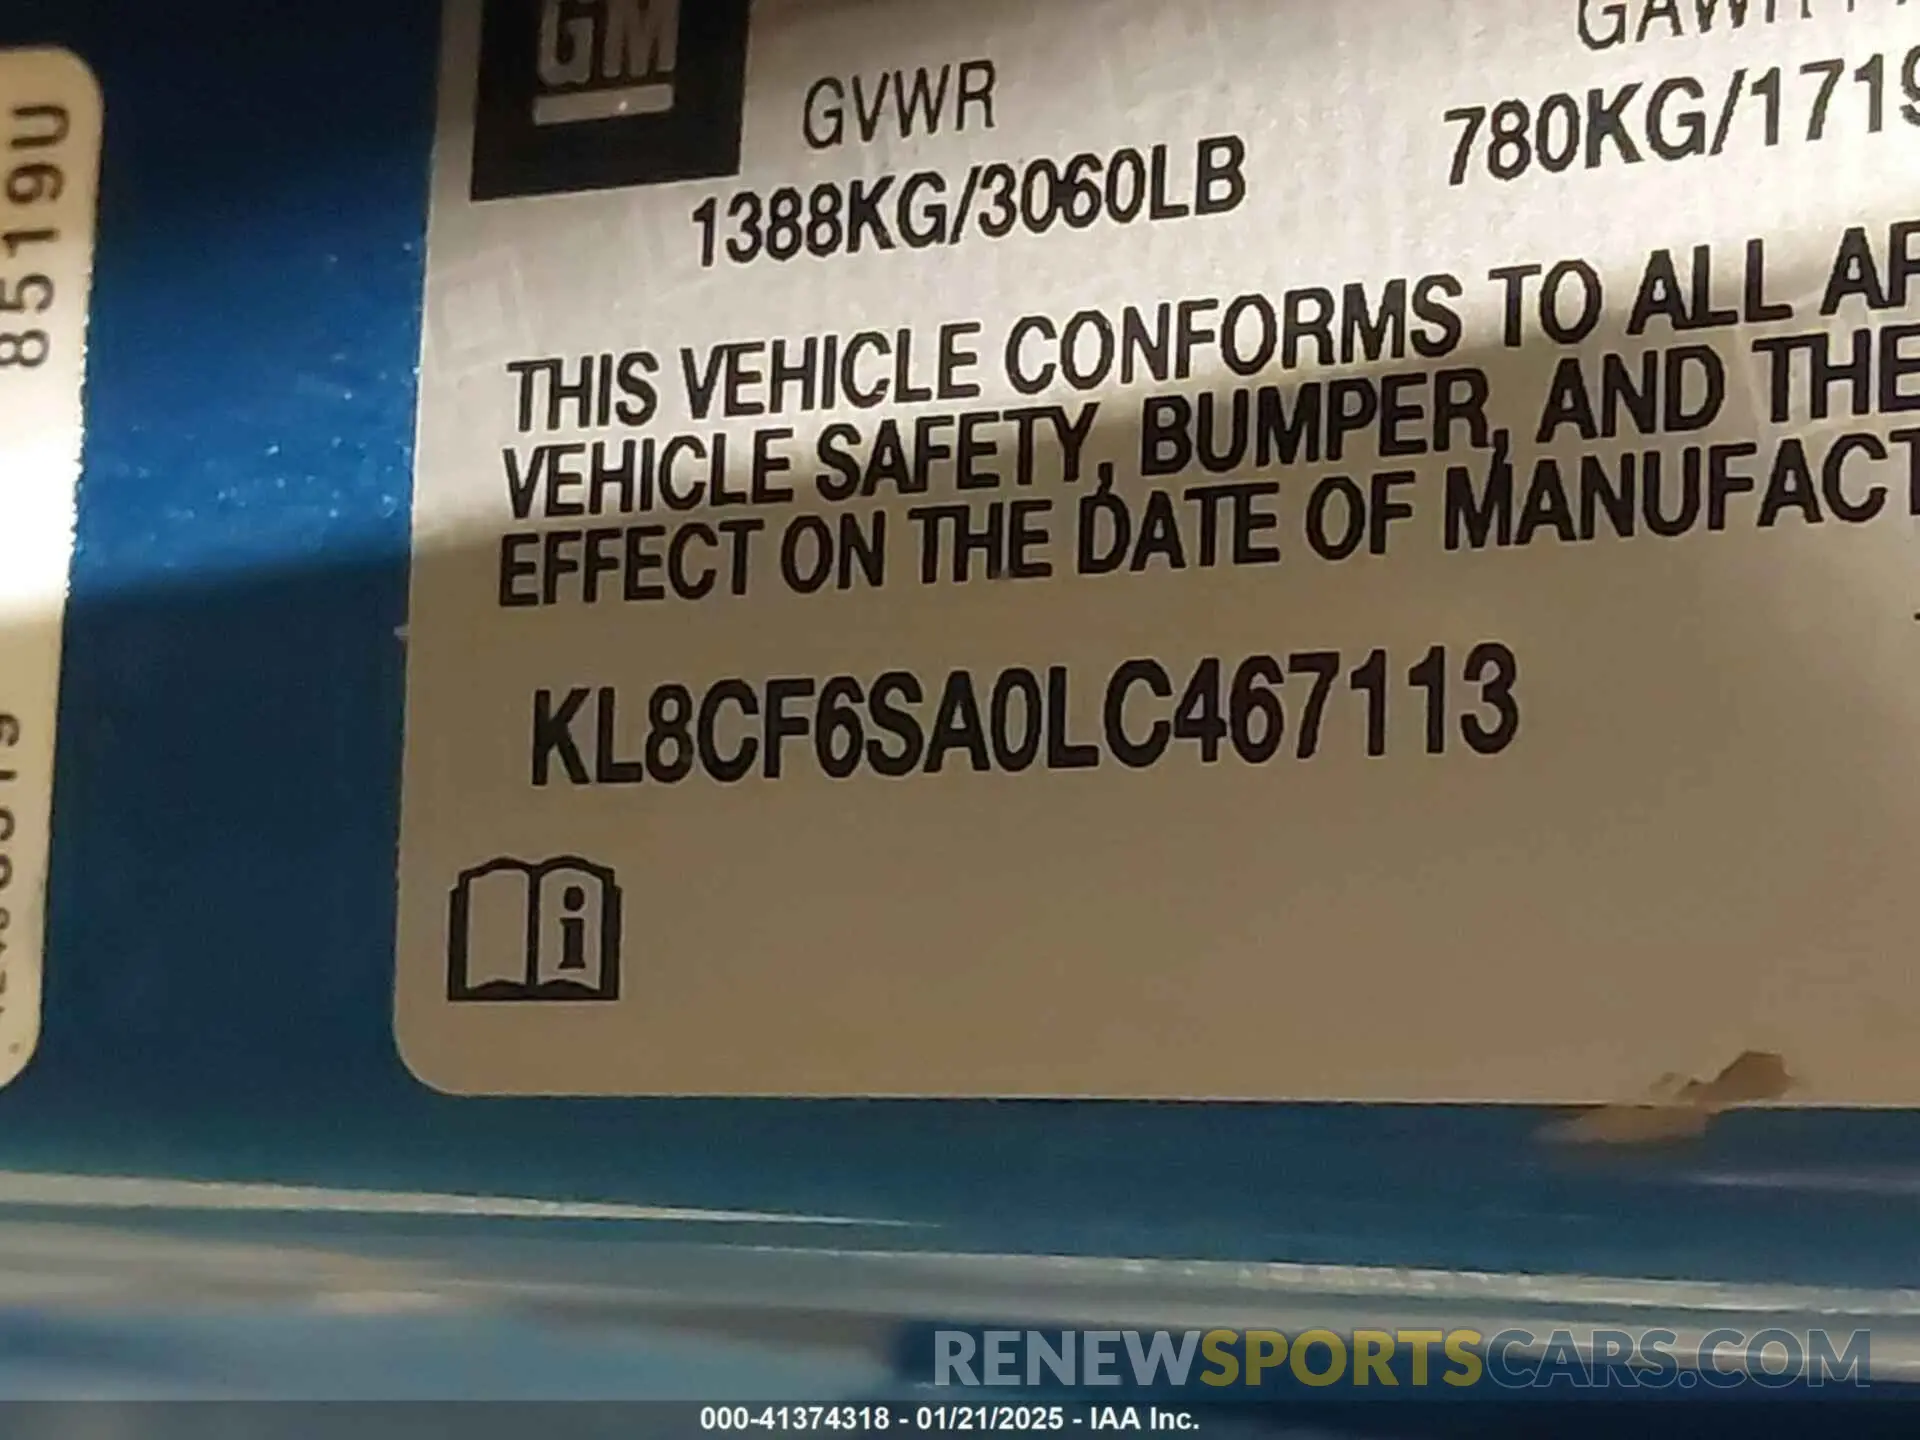 GM
GVWR
1388KG/3060LB
780KG/1719
THIS VEHICLE CONFORMS TO ALL AP
VEHICLE SAFETY, BUMPER, AND THE
EFFECT ON THE DATE OF MANUFACT
KL8CF6SA0LC467113
i
8519U
RENEWSPORTSCARS.COM
000-41374318 - 01/21/2025 - IAA Inc.